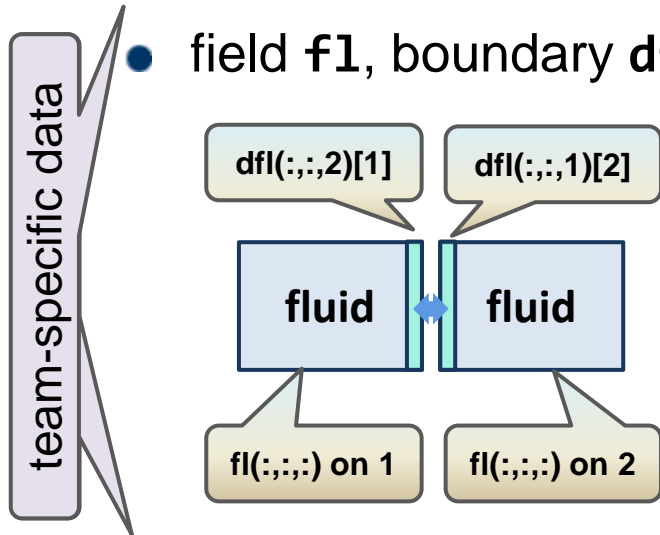 team-specific data
field fl, boundary d
dfl(:,:,2)[1] dfl(:,:,1)[2]
fluid fluid
fl(:,:,:) on 1 fl(:,:,:) on 2